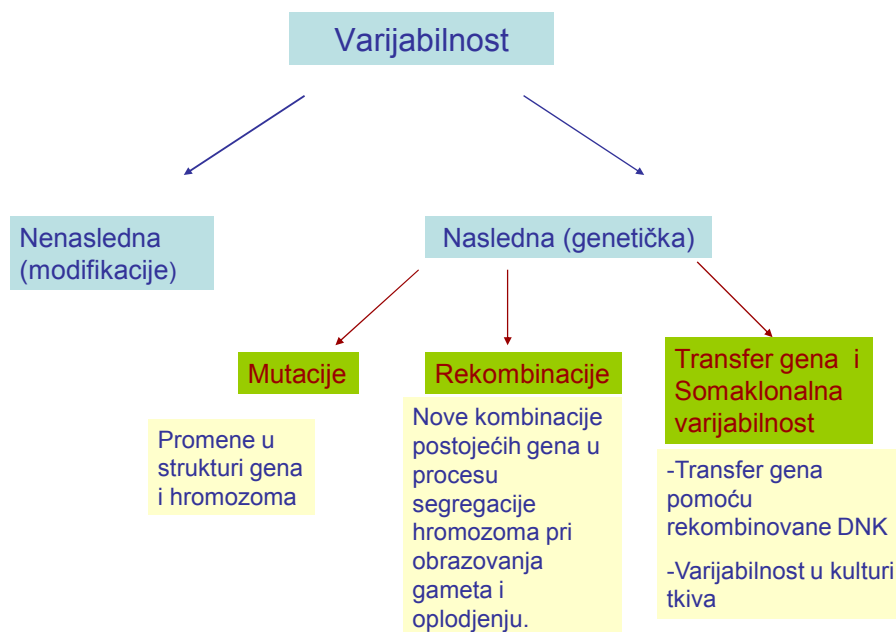 Varijabilnost
Nenasledna
(modifikacije)
Nasledna (genetička)
Mutacije
Promene u
strukturi gena
i hromozoma
Rekombinacije
Nove kombinacije
postojećih gena u
procesu
segregacije
hromozoma pri
obrazovanja
gameta i
oplodjenju.
Transfer gena i
Somaklonalna
varijabilnost
-Transfer gena
pomoću
rekombinovane DNK
-Varijabilnost u kulturi
tkiva